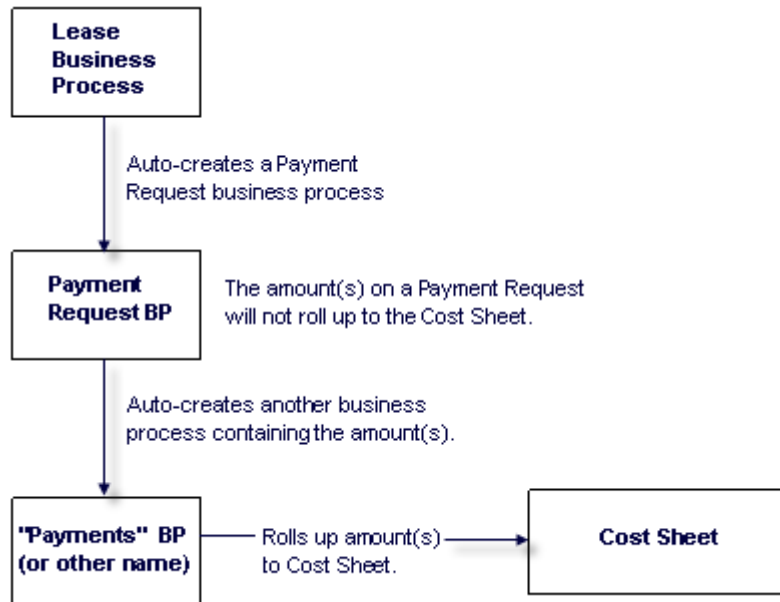 Lease
Business
Process
Auto-creates a Payment
Request business process
Payment
Request BP
The amount(s) on a Payment Request
will not roll up to the Cost Sheet.
Auto-creates another business
process containing the amount(s).
"Payments" BP
(or other name)
Rolls up amount(s)
to Cost Sheet.
Cost Sheet